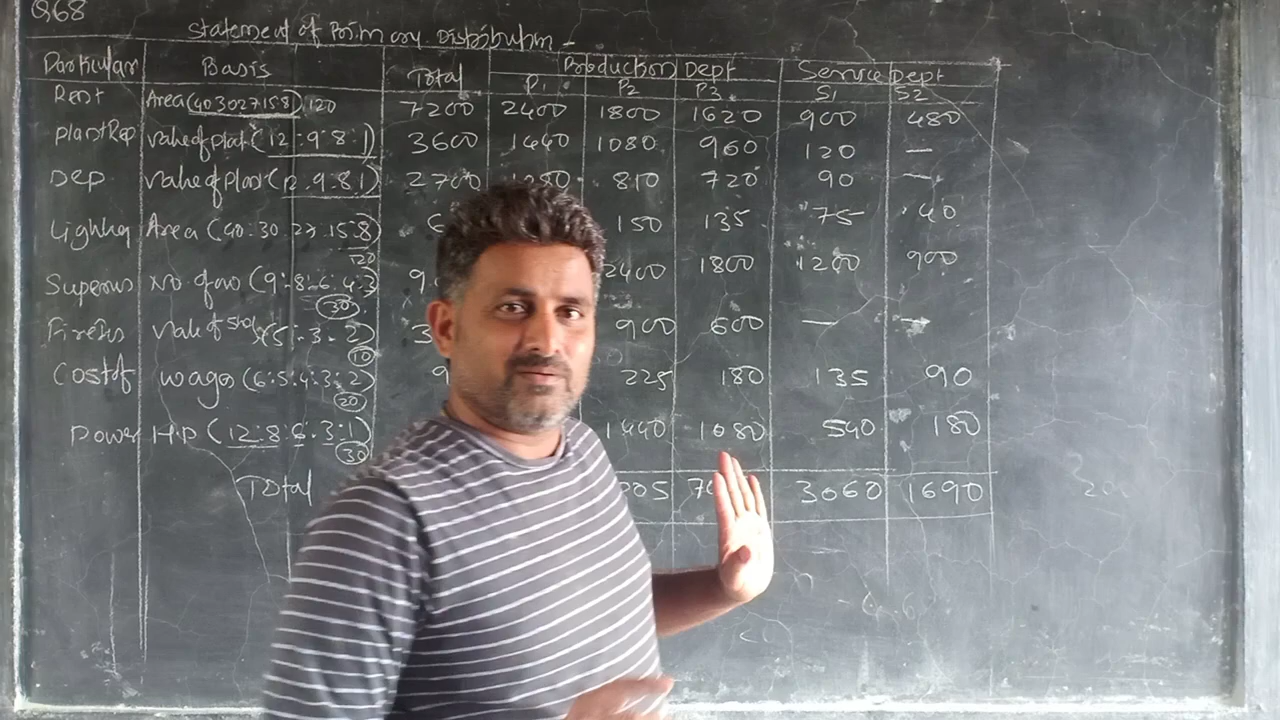 Q68
Statement of Primary Distribution -
Particular Basis Total Production Dept Service Dept
P1 P2 P3 S1 S2
Rent Area (40 30 27 15 8) 120 7200 2400 1800 1620 900 480
Plant Rep Value of Plant (12:9:8:1) 3600 1440 1080 960 120 —
Dep Value of Plant (12.9.8.1) 2700 810 720 90 —
Lighting Area (40:30.27.15:8) 6 150 135 75 40
120
No of (9:8:6.4:3) 9 2400 1800 1200 900
30
Value of (5:3.2) 3 900 600 — —
10
Cost of wages (6:5:4:3:2) 9 225 180 135 90
20
Power H.P (12:8:6.3:1) 1440 1080 540 180
30
Total 005 3060 1690